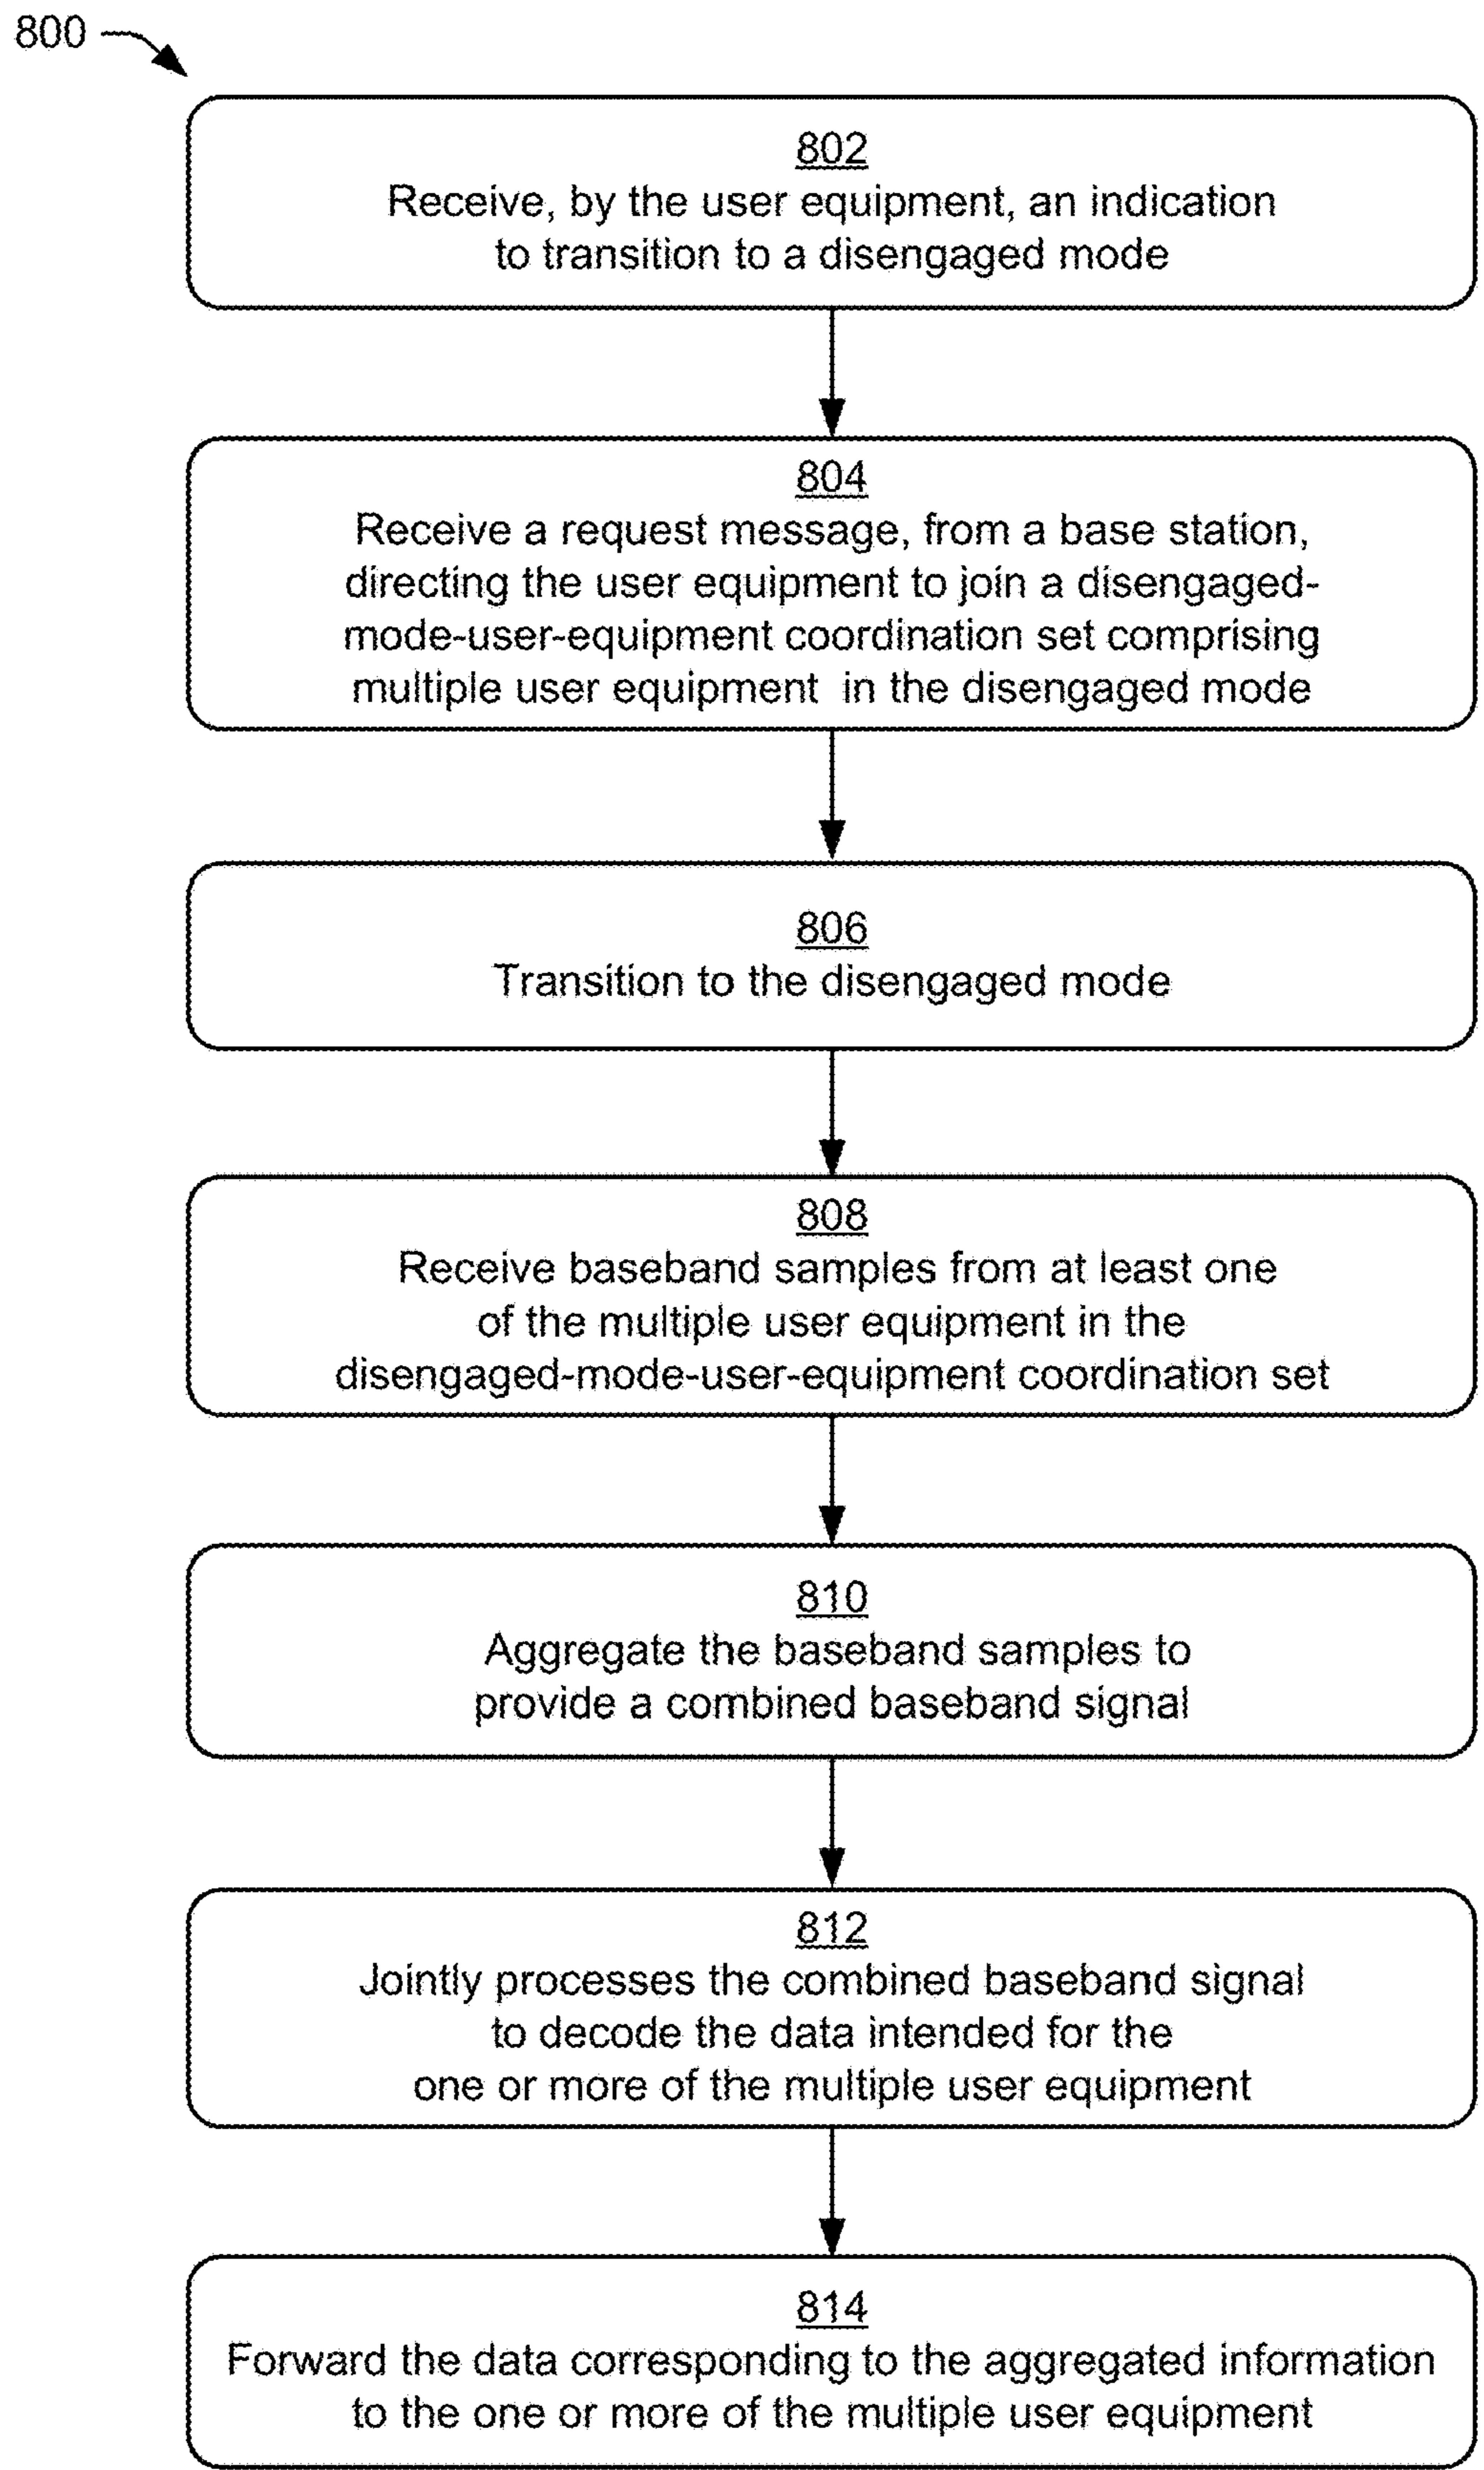 800
802
Receive, by the user equipment, an indication
to transition to a disengaged mode
804
Receive a request message, from a base station,
directing the user equipment to join a disengaged-
mode-user-equipment coordination set comprising
multiple user equipment in the disengaged mode
806
Transition to the disengaged mode
808
Receive baseband samples from at least one
of the multiple user equipment in the
disengaged-mode-user-equipment coordination set
810
Aggregate the baseband samples to
provide a combined baseband signal
812
Jointly processes the combined baseband signal
to decode the data intended for the
one or more of the multiple user equipment
814
Forward the data corresponding to the aggregated information
to the one or more of the multiple user equipment